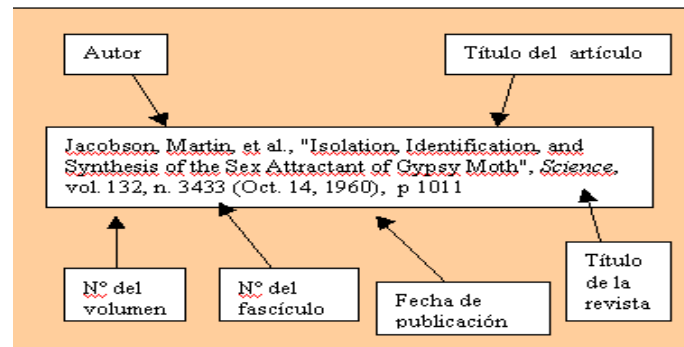 Autor
Título del artículo
Jacobson, Martin, et al., "Isolation, Identification, and
Synthesis of the Sex Attractant of Gypsy Moth", Science,
vol. 132, n. 3433 (Oct. 14, 1960), p 1011
Nº del
volumen
Nº del
fascículo
Fecha de
publicación
Título
de la
revista